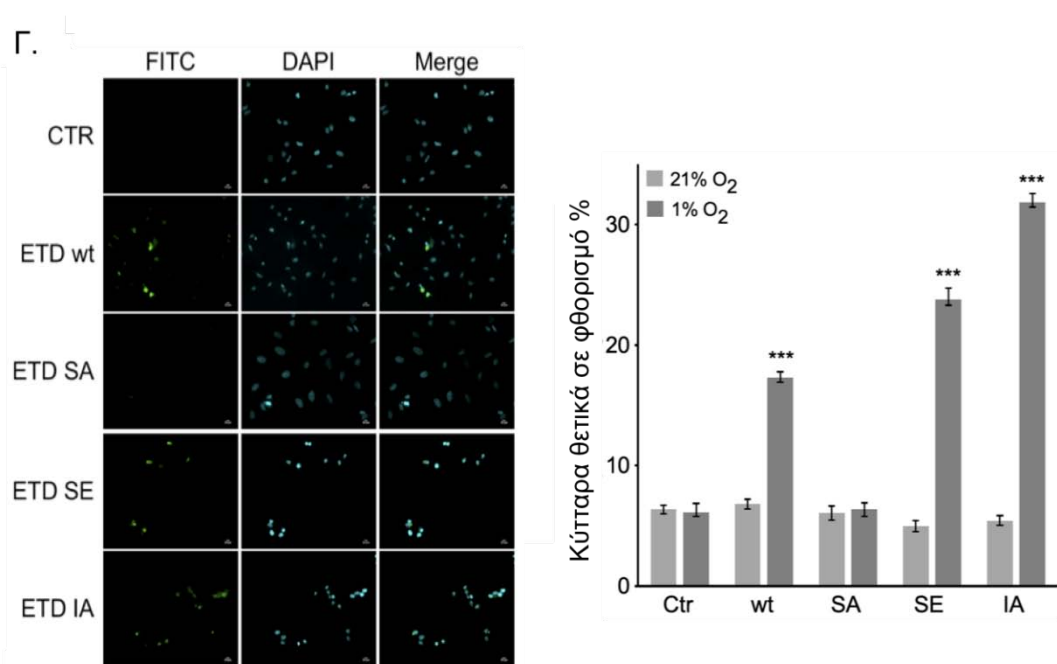 Γ.
FITC DAPI Merge
CTR
ETD wt
ETD SA
ETD SE
ETD IA
21% O2
1% O2
Κύτταρα θετικά σε φθορισμό %
30
20
10
0
***
***
***
Ctr wt SA SE IA